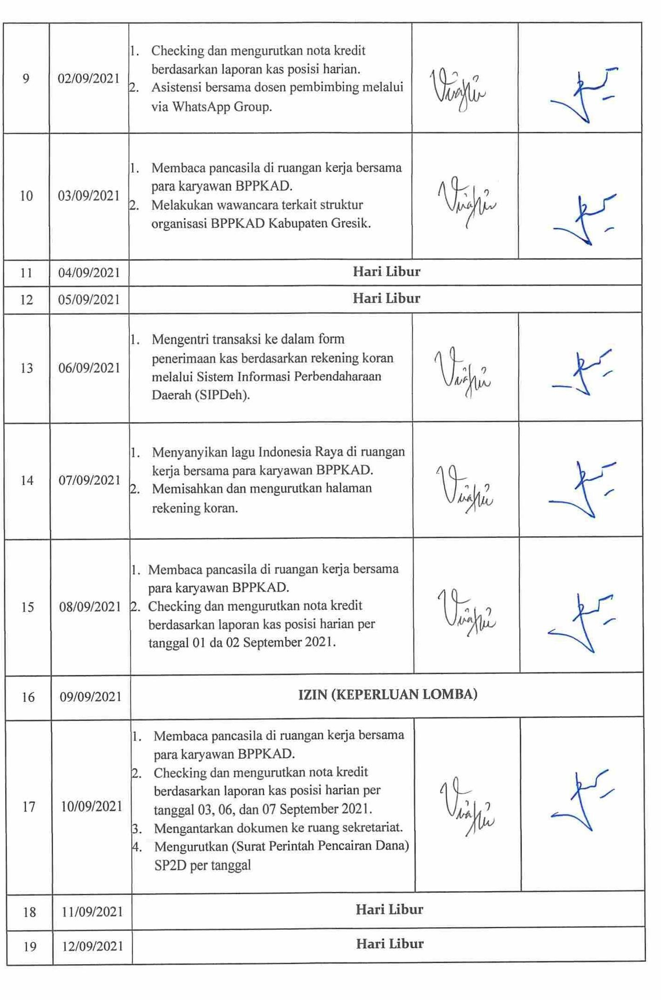 9
02/09/2021
1. Checking dan mengurutkan nota kredit
berdasarkan laporan kas posisi harian.
2. Asistensi bersama dosen pembimbing melalui
via WhatsApp Group.
10
03/09/2021
1. Membaca pancasila di ruangan kerja bersama
para karyawan BPPKAD.
2. Melakukan wawancara terkait struktur
organisasi BPPKAD Kabupaten Gresik.
11
04/09/2021
Hari Libur
12
05/09/2021
Hari Libur
13
06/09/2021
1. Mengentri transaksi ke dalam form
penerimaan kas berdasarkan rekening koran
melalui Sistem Informasi Perbendaharaan
Daerah (SIPDeh).
14
07/09/2021
1. Menyanyikan lagu Indonesia Raya di ruangan
kerja bersama para karyawan BPPKAD.
2. Memisahkan dan mengurutkan halaman
rekening koran.
15
08/09/2021
1. Membaca pancasila di ruangan kerja bersama
para karyawan BPPKAD.
2. Checking dan mengurutkan nota kredit
berdasarkan laporan kas posisi harian per
tanggal 01 da 02 September 2021.
16
09/09/2021
IZIN (KEPERLUAN LOMBA)
17
10/09/2021
1. Membaca pancasila di ruangan kerja bersama
para karyawan BPPKAD.
2. Checking dan mengurutkan nota kredit
berdasarkan laporan kas posisi harian per
tanggal 03, 06, dan 07 September 2021.
3. Mengantarkan dokumen ke ruang sekretariat.
4. Mengurutkan (Surat Perintah Pencairan Dana)
SP2D per tanggal
18
11/09/2021
Hari Libur
19
12/09/2021
Hari Libur